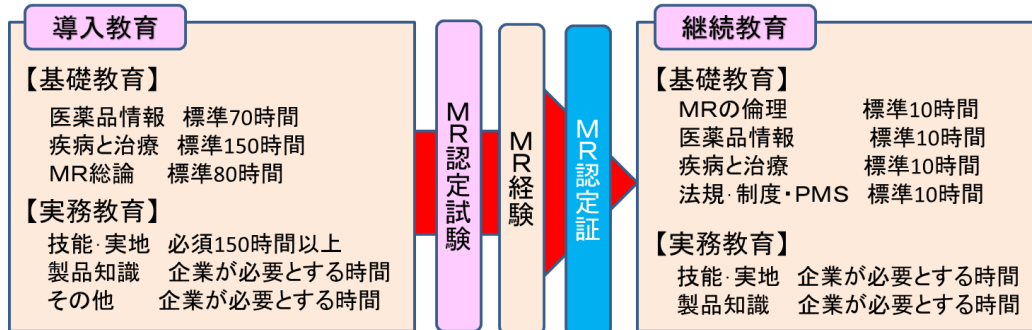 導入教育
【基礎教育】
医薬品情報 標準70時間
疾病と治療 標準150時間
MR総論 標準80時間
【実務教育】
技能·実地 必須150時間以上
製品知識 企業が必要とする時間
その他 企業が必要とする時間
MR認定試験
MR経験
MR認定証
継続教育
【基礎教育】
MRの倫理 標準10時間
医薬品情報 標準10時間
疾病と治療 標準10時間
法規·制度・PMS 標準10時間
【実務教育】
技能·実地 企業が必要とする時間
製品知識 企業が必要とする時間